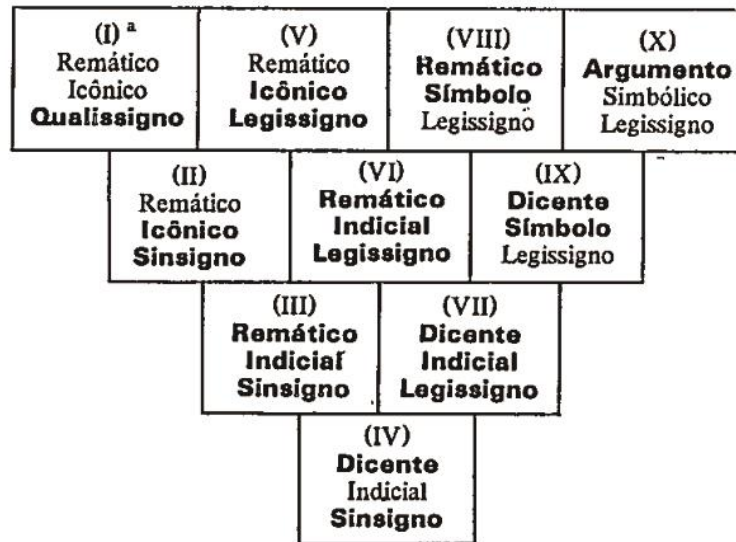 (I) a
Remático
Icônico
Qualissigno
(V)
Remático
Icônico
Legissigno
(VIII)
Remático
Símbolo
Legissigno
(X)
Argumento
Simbólico
Legissigno
(II)
Remático
Icônico
Sinsigno
(VI)
Remático
Indicial
Legissigno
(IX)
Dicente
Símbolo
Legissigno
(III)
Remático
Indicial
Sinsigno
(VII)
Dicente
Indicial
Legissigno
(IV)
Dicente
Indicial
Sinsigno